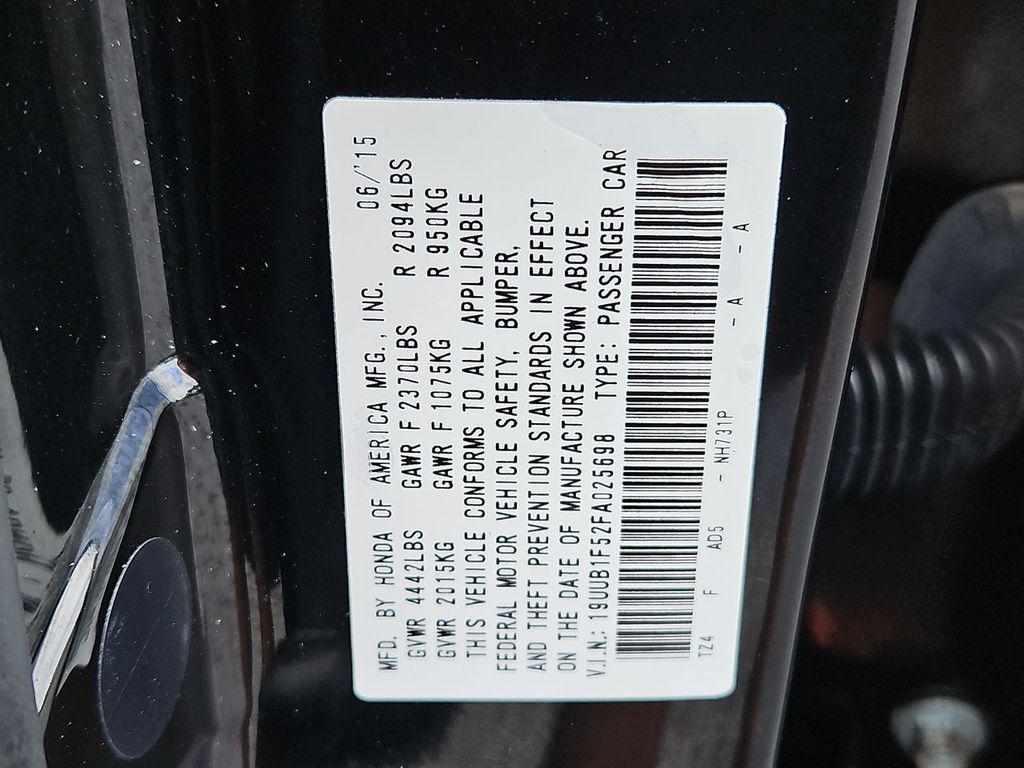 MFD. BY HONDA OF AMERICA MFG., INC. 06/'15
GVWR 4442LBS GAWR F 2370LBS R 2094LBS
GVWR 2015KG GAWR F 1075KG R 950KG
THIS VEHICLE CONFORMS TO ALL APPLICABLE
FEDERAL MOTOR VEHICLE SAFETY, BUMPER,
AND THEFT PREVENTION STANDARDS IN EFFECT
ON THE DATE OF MANUFACTURE SHOWN ABOVE.
V.I.N.: 19UUB1F52FA025698 TYPE: PASSENGER CAR
TZ4 F AD5 - NH731P - A - A